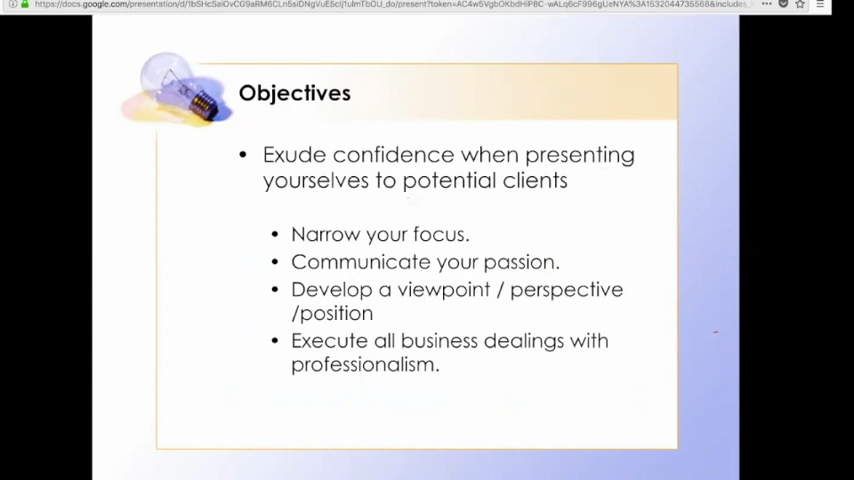 Objectives
• Exude confidence when presenting
yourselves to potential clients
• Narrow your focus.
• Communicate your passion.
• Develop a viewpoint / perspective
/position
• Execute all business dealings with
professionalism.